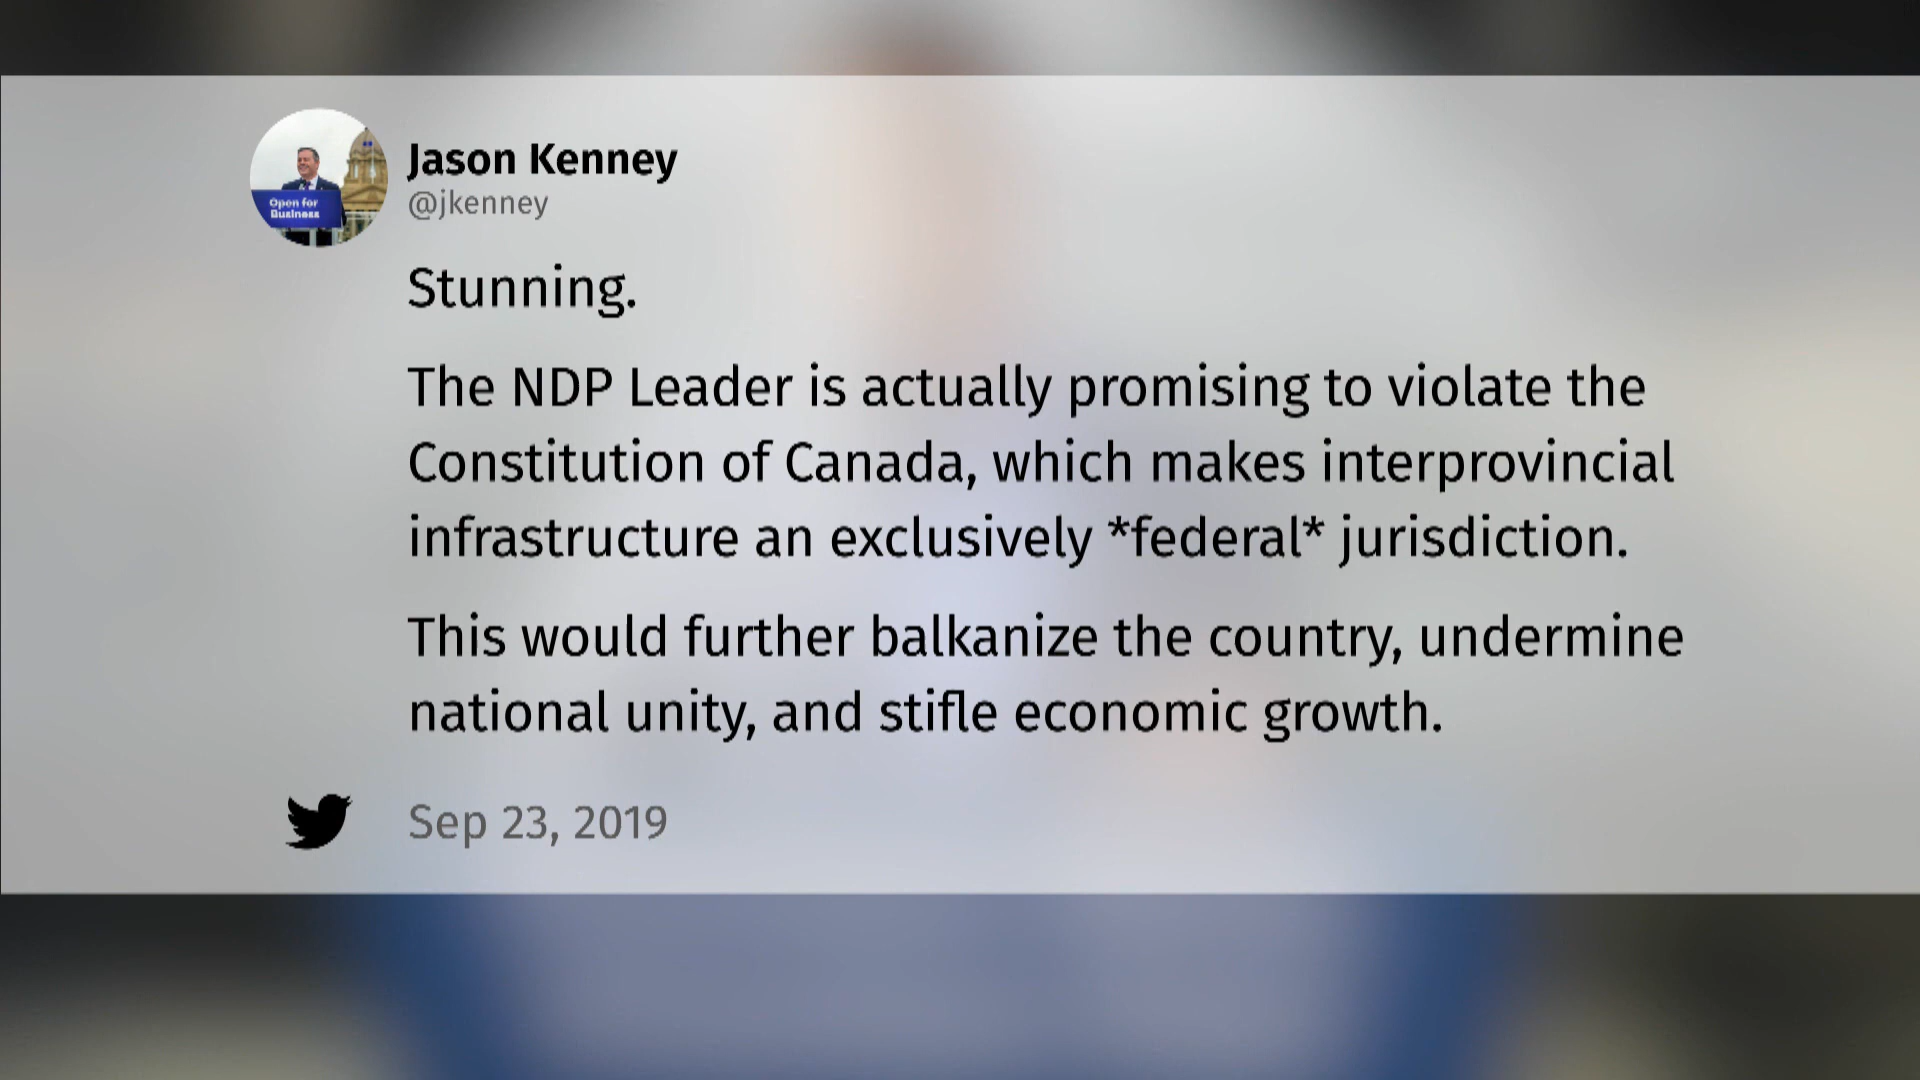 Open for
Business
Jason Kenney
@jkenney
Stunning.
The NDP Leader is actually promising to violate the
Constitution of Canada, which makes interprovincial
infrastructure an exclusively *federal* jurisdiction.
This would further balkanize the country, undermine
national unity, and stifle economic growth.
Sep 23, 2019